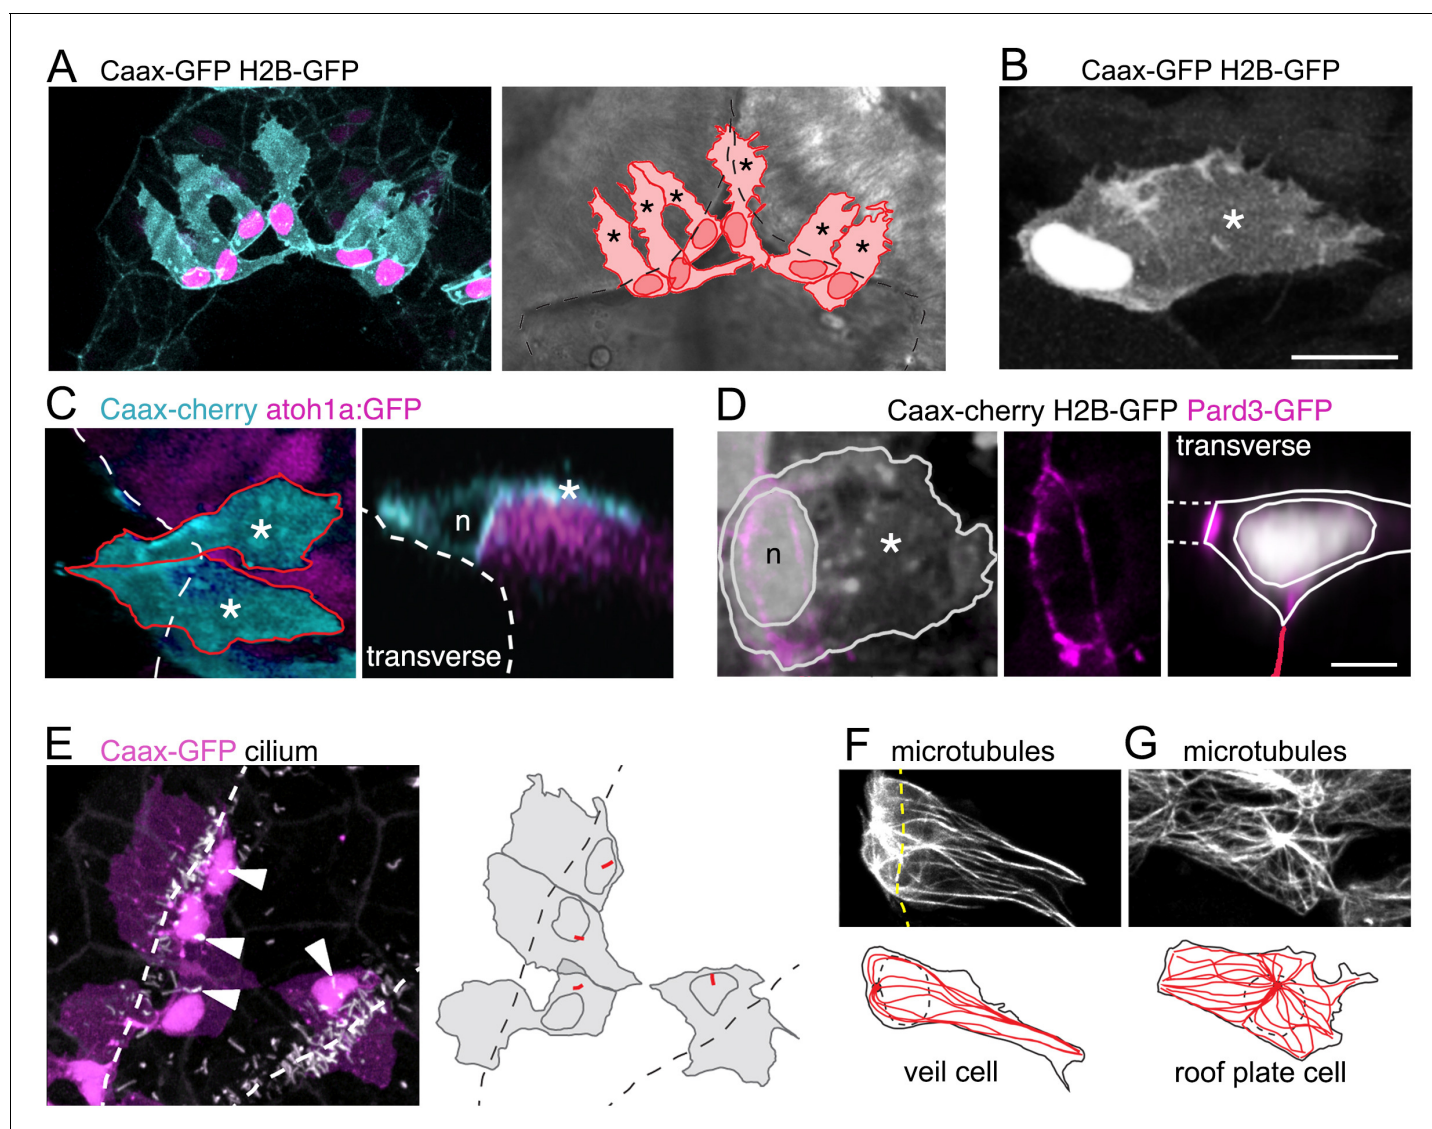 A Caax-GFP H2B-GFP
B Caax-GFP H2B-GFP
C Caax-cherry atoh1a:GFP
n
transverse
D Caax-cherry H2B-GFP Pard3-GFP
n
transverse
E Caax-GFP cilium
F microtubules
veil cell
G microtubules
roof plate cell